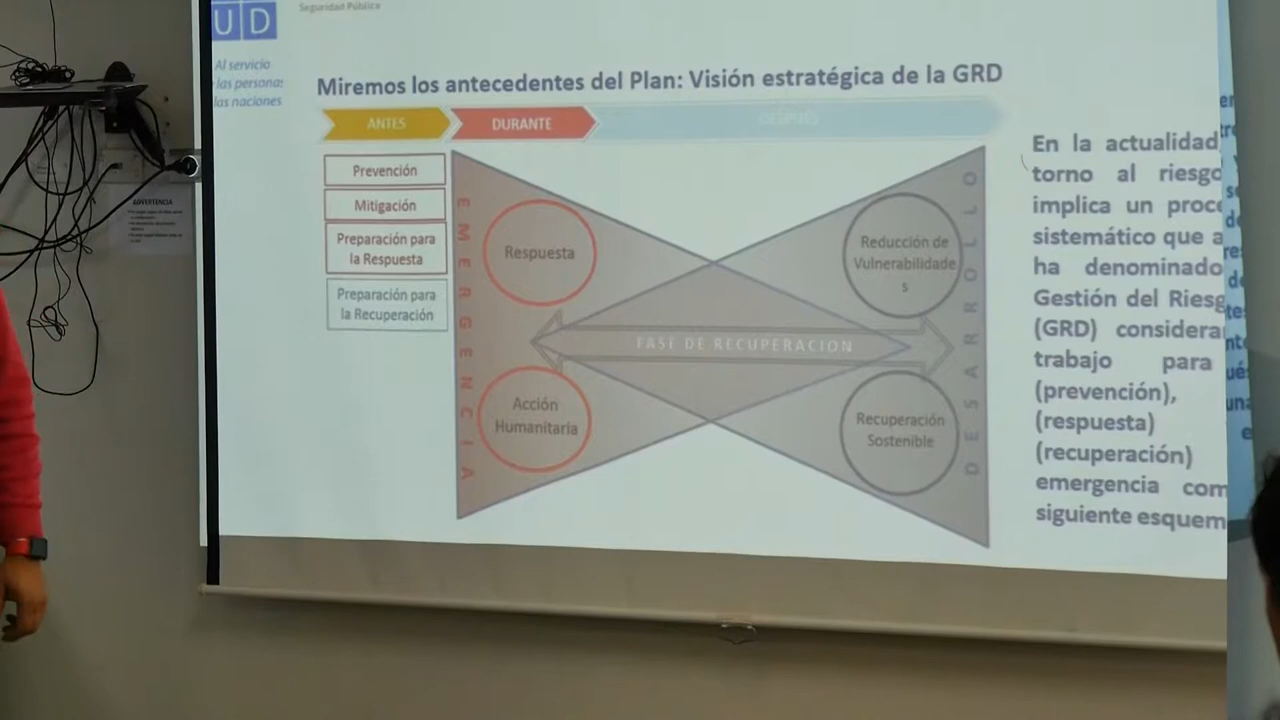 Seguridad Pública
UD
Al servicio
las persona:
las naciones
Miremos los antecedentes del Plan: Visión estratégica de la GRD
ANTES
DURANTE
DESPUÉS
Prevención
Mitigación
Preparación para
la Respuesta
Preparación para
la Recuperación
EMERGENCIA
Respuesta
Acción
Humanitaria
FASE DE RECUPERACION
Reducción de
Vulnerabilidade
s
Recuperación
Sostenible
DESARROLLO
En la actualidad
torno al riesgo
implica un proce
sistemático que a
ha denominado
Gestión del Riesg
(GRD) considera
trabajo para
(prevención),
(respuesta)
(recuperación)
emergencia com
siguiente esquem
ADVERTENCIA